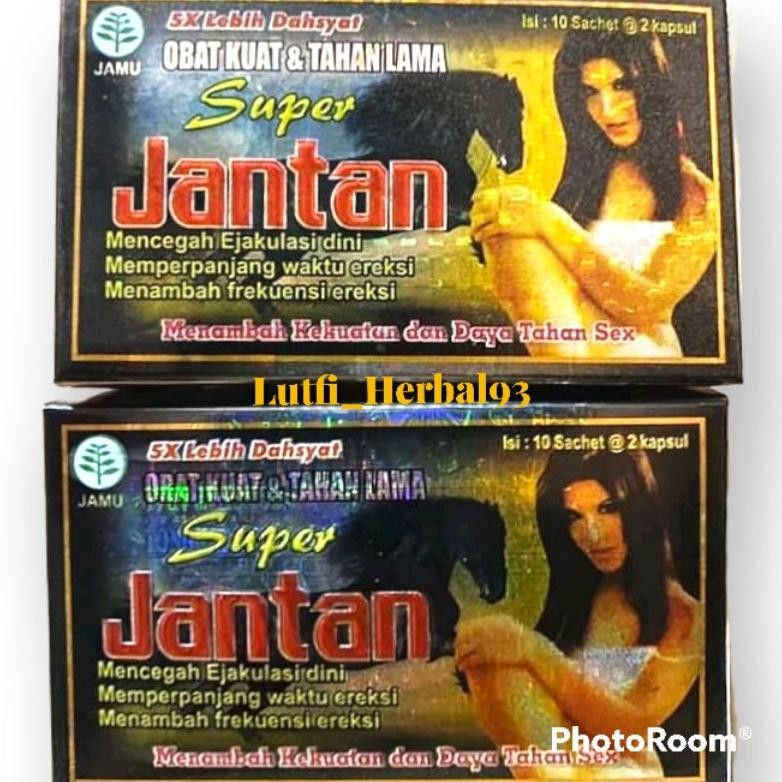 5X Lebih Dahsyat
Isi : 10 Sachet @ 2 kapsul
JAMU
OBAT KUAT & TAHAN LAMA
Super
Jantan
Mencegah Ejakulasi dini
Memperpanjang waktu ereksi
Menambah frekuensi ereksi
Menambah Kekuatan dan Daya Tahan Sex
Lutfi_Herbal93
5X Lebih Dahsyat
Isi : 10 Sachet @ 2 kapsul
JAMU
OBAT KUAT & TAHAN LAMA
Super
Jantan
Mencegah Ejakulasi dini
Memperpanjang waktu ereksi
Menambah frekuensi ereksi
Menambah Kekuatan dan Daya Tahan Sex
PhotoRoom®